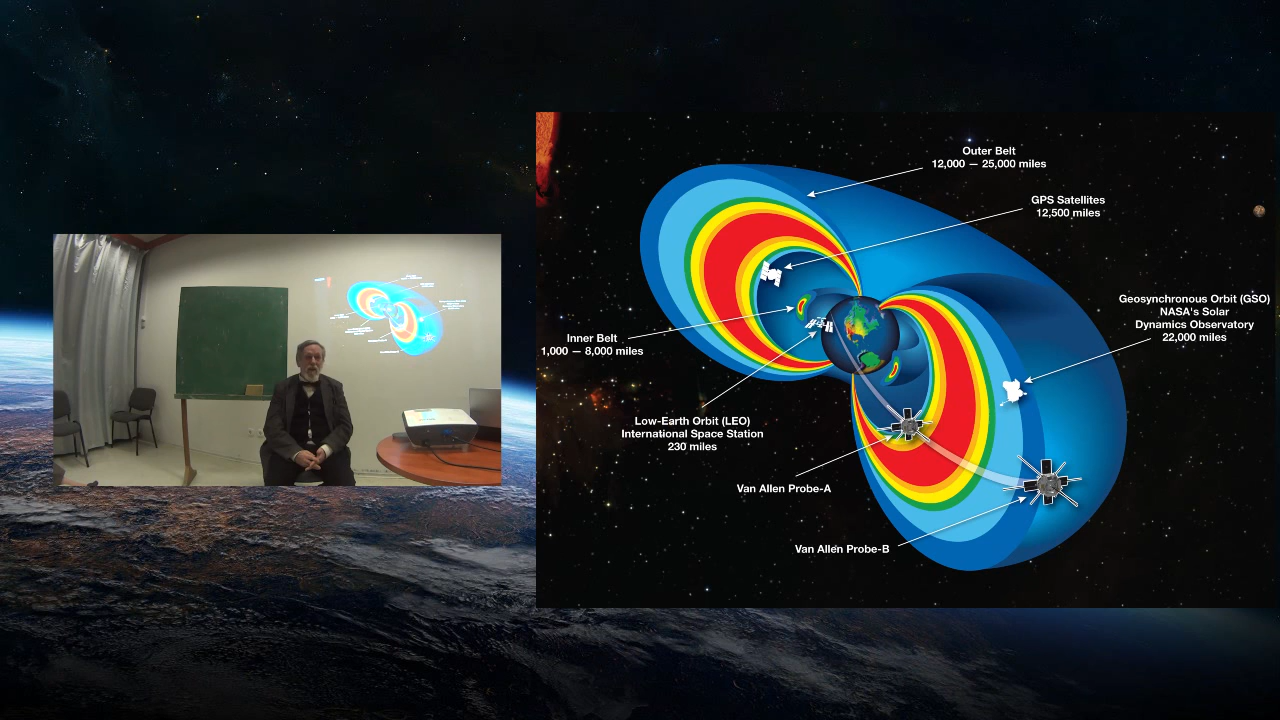 Outer Belt
12,000 — 25,000 miles
GPS Satellites
12,500 miles
Geosynchronous Orbit (GSO)
NASA's Solar
Dynamics Observatory
22,000 miles
Inner Belt
1,000 — 8,000 miles
Low-Earth Orbit (LEO)
International Space Station
230 miles
Van Allen Probe-A
Van Allen Probe-B